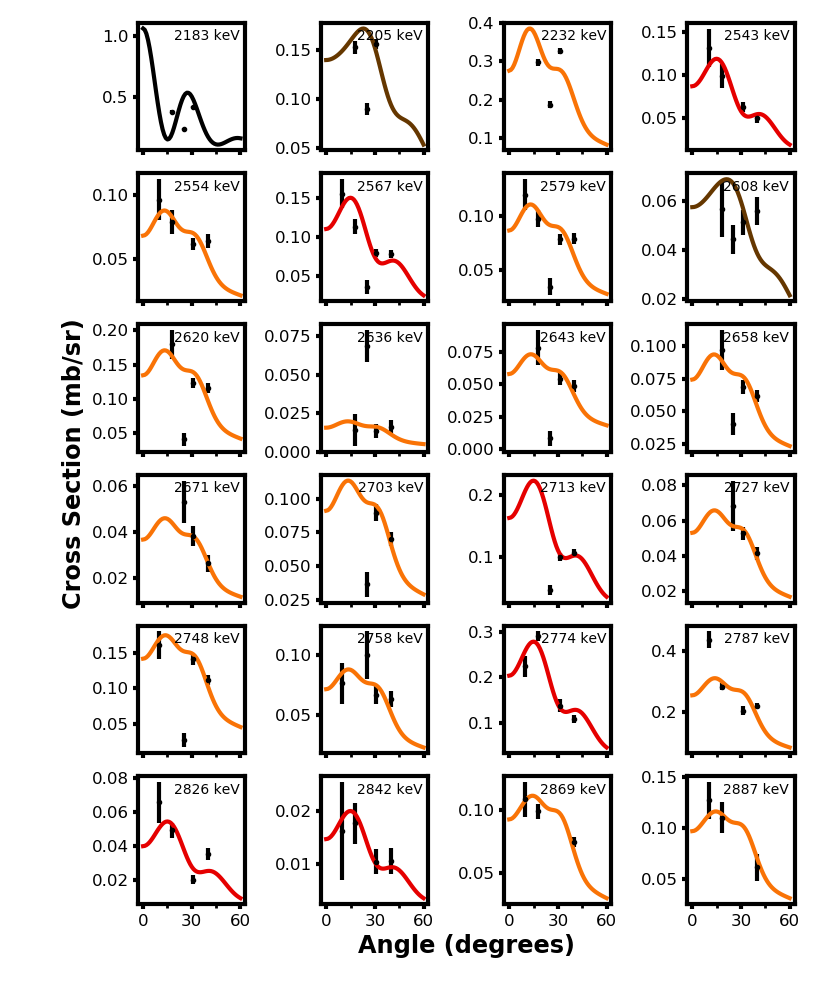 2183 keV
2205 keV
2232 keV
2543 keV
1.0
0.5
0.15
0.10
0.05
0.4
0.3
0.2
0.1
0.15
0.10
0.05
2554 keV
2567 keV
2579 keV
2608 keV
0.10
0.05
0.15
0.10
0.05
0.10
0.05
0.06
0.04
0.02
2620 keV
2636 keV
2643 keV
2658 keV
0.20
0.15
0.10
0.05
0.075
0.050
0.025
0.000
0.075
0.050
0.025
0.000
0.100
0.075
0.050
0.025
2671 keV
2703 keV
2713 keV
2727 keV
0.06
0.04
0.02
0.100
0.075
0.050
0.025
0.2
0.1
0.08
0.06
0.04
0.02
2748 keV
2758 keV
2774 keV
2787 keV
0.15
0.10
0.05
0.10
0.05
0.3
0.2
0.1
0.4
0.2
2826 keV
2842 keV
2869 keV
2887 keV
0.08
0.06
0.04
0.02
0.02
0.01
0.10
0.05
0.15
0.10
0.05
0 30 60
0 30 60
0 30 60
0 30 60
Cross Section (mb/sr)
Angle (degrees)